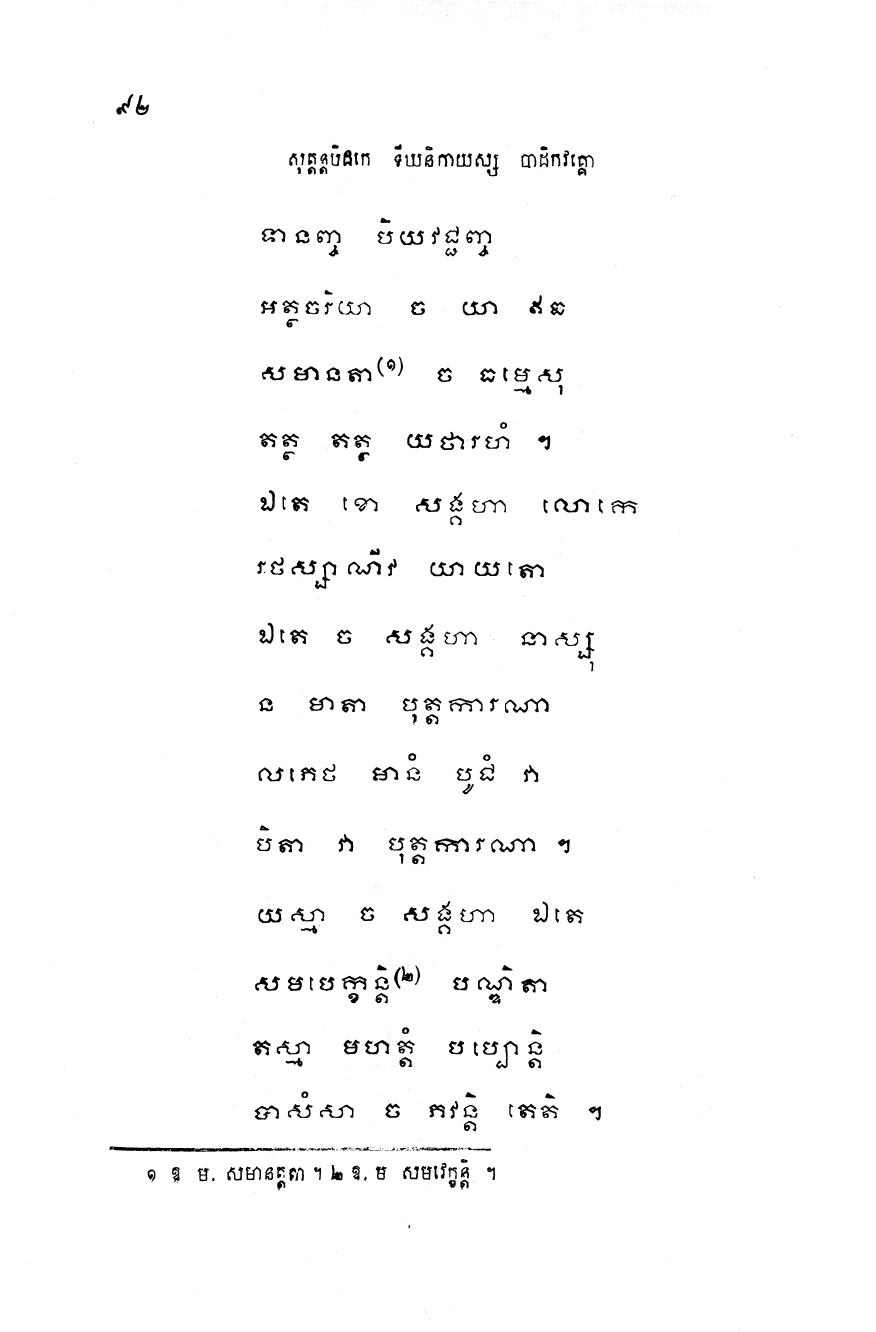 ៩២
សុត្តន្តបិដកេ ទីឃនិកាយស្ស បាដិកវគ្គោ
ទានញ្ច បិយវជ្ជញ្ច
អត្ថចរិយា ច យា ឥធ
សមានតា(១) ច ធម្មេសុ
តត្ថ តត្ថ យថារហំ ។
ឯតេ ខោ សង្គហា លោកេ
រថស្សាណីវ យាយតោ
ឯតេ ច សង្គហា នាស្សុ
ន មាតា បុត្តការណា
លភេថ មានំ បូជំ វា
បិតា វា បុត្តការណា ។
យស្មា ច សង្គហា ឯតេ
សមបេក្ខន្តិ(២) បណ្ឌិតា
តស្មា មហត្តំ បប្បោន្តិ
បាសំសា ច ភវន្តិ តេតិ ។
១ ឱ ម. សមានត្តតា ។ ២ ឱ. ម សមវេក្ខន្តិ ។